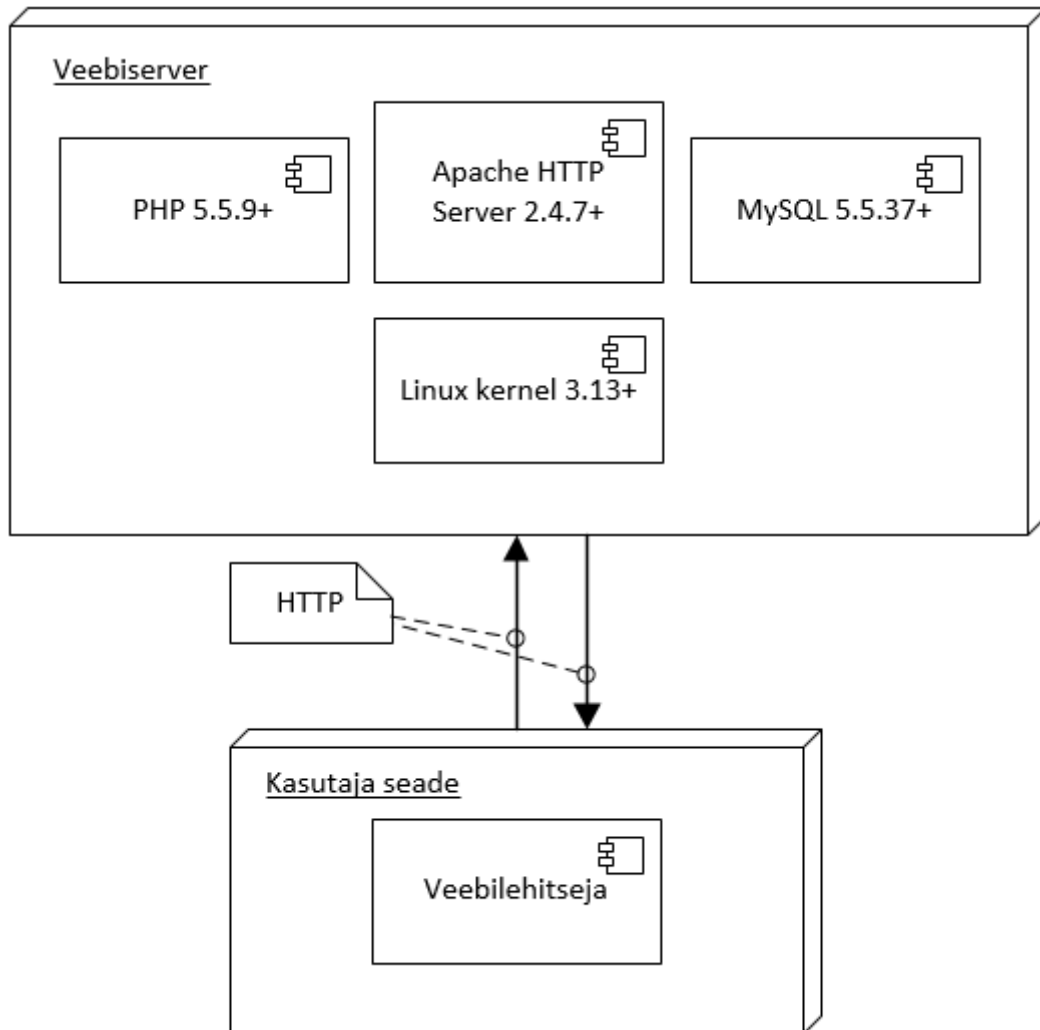 Veebiserver
PHP 5.5.9+
Apache HTTP
Server 2.4.7+
MySQL 5.5.37+
Linux kernel 3.13+
HTTP
Kasutaja seade
Veebilehitseja